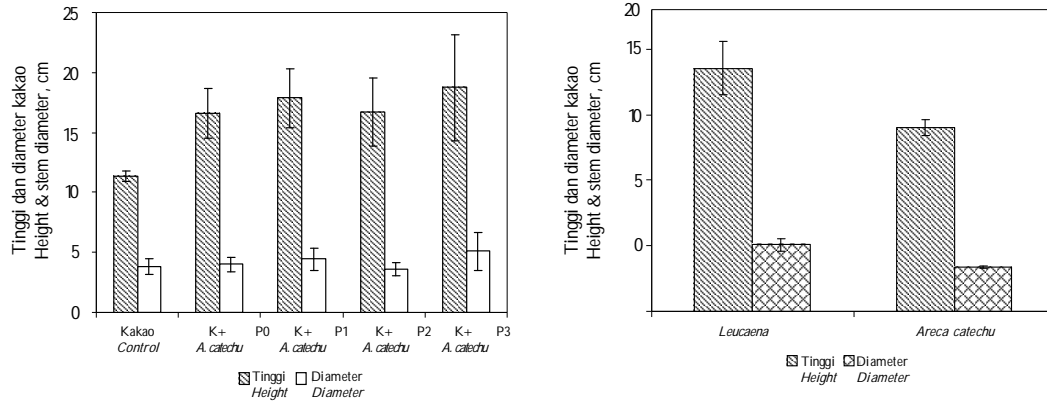 Tinggi dan diameter kakao
Height & stem diameter, cm
25
20
15
10
5
0
Kakao
Control
K+ P0
A. catechu
K+ P1
A. catechu
K+ P2
A. catechu
K+ P3
A. catechu
Tinggi
Height
Diameter
Diameter
Tinggi dan diameter kakao
Height & stem diameter, cm
20
15
10
0
Leucaena
Areca catechu
Tinggi
Height
Diameter
Diameter